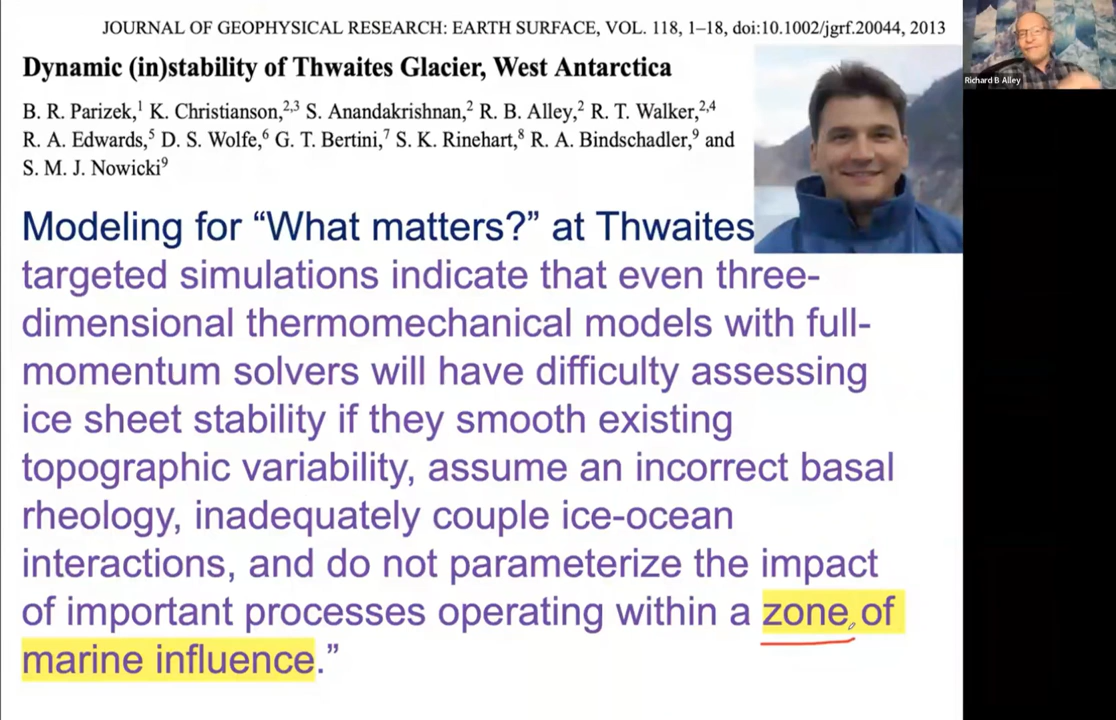 JOURNAL OF GEOPHYSICAL RESEARCH: EARTH SURFACE, VOL. 118, 1–18, doi:10.1002/jgrf.20044, 2013
Richard B Alley
Dynamic (in)stability of Thwaites Glacier, West Antarctica
B. R. Parizek,¹ K. Christianson,²,³ S. Anandakrishnan,² R. B. Alley,² R. T. Walker,²,⁴
R. A. Edwards,⁵ D. S. Wolfe,⁶ G. T. Bertini,⁷ S. K. Rinehart,⁸ R. A. Bindschadler,⁹ and
S. M. J. Nowicki⁹
Modeling for “What matters?” at Thwaites
targeted simulations indicate that even three-
dimensional thermomechanical models with full-
momentum solvers will have difficulty assessing
ice sheet stability if they smooth existing
topographic variability, assume an incorrect basal
rheology, inadequately couple ice-ocean
interactions, and do not parameterize the impact
of important processes operating within a zone of
marine influence.”